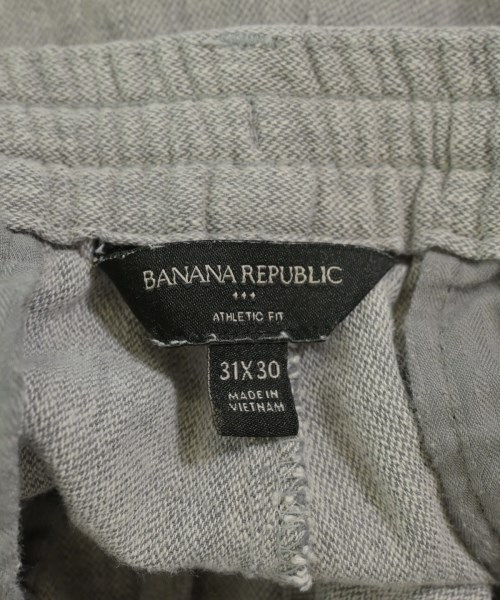 BANANA REPUBLIC
ATHLETIC FIT
31X30
MADE IN
VIETNAM